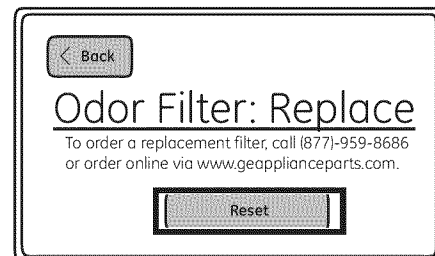 Back
Odor Filter: Replace
To order a replacement filter, call (877)-959-8686
or order online via www.geapplianceparts.com.
Reset